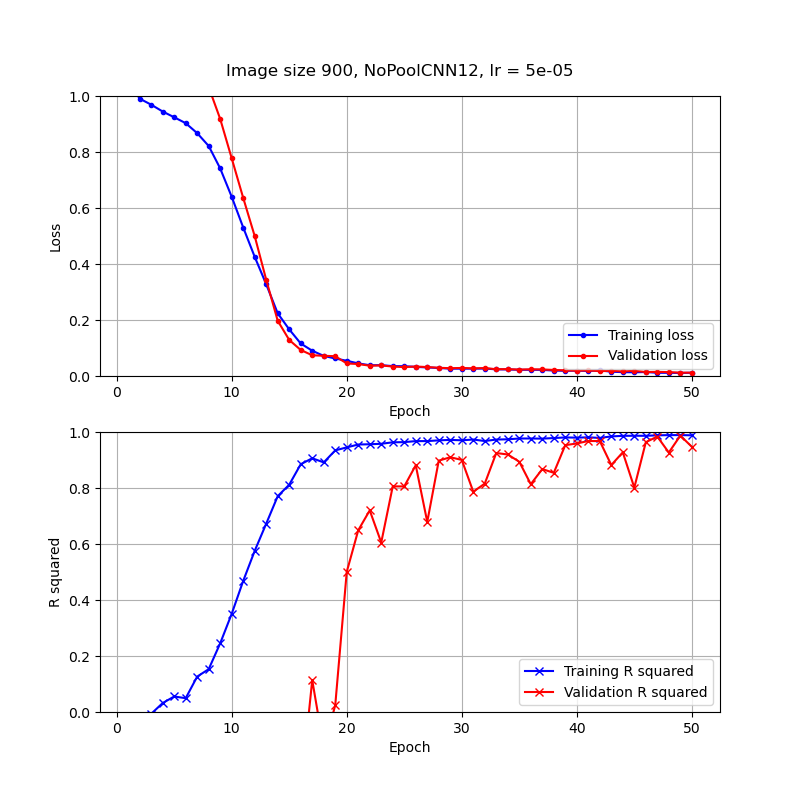 Image size 900, NoPoolCNN12, lr = 5e-05
1.0
0.8
0.6
0.4
0.2
0.0
Loss
Training loss
Validation loss
0 10 20 30 40 50
Epoch
1.0
0.8
0.6
0.4
0.2
0.0
R squared
Training R squared
Validation R squared
0 10 20 30 40 50
Epoch